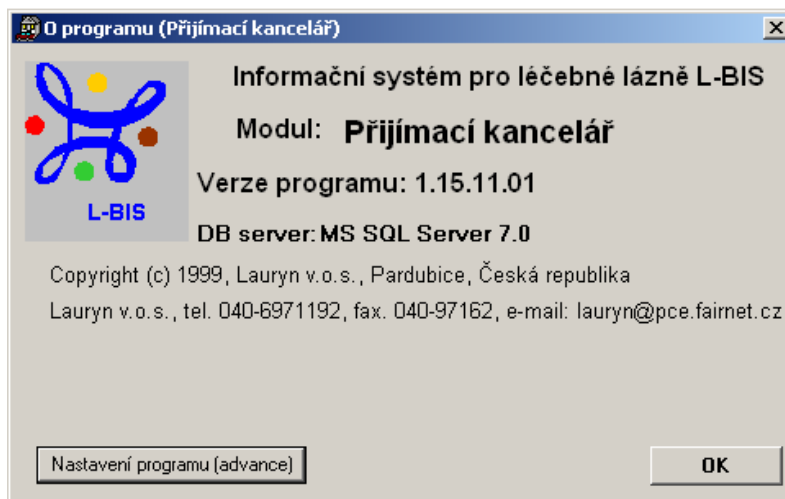 O programu (Přijímací kancelář)
Informační systém pro léčebné lázně L-BIS
Modul: Přijímací kancelář
L-BIS
Verze programu: 1.15.11.01
DB server: MS SQL Server 7.0
Copyright (c) 1999, Lauryn v.o.s., Pardubice, Česká republika
Lauryn v.o.s., tel. 040-6971192, fax. 040-97162, e-mail: lauryn@pce.fairnet.cz
Nastavení programu (advance)
OK